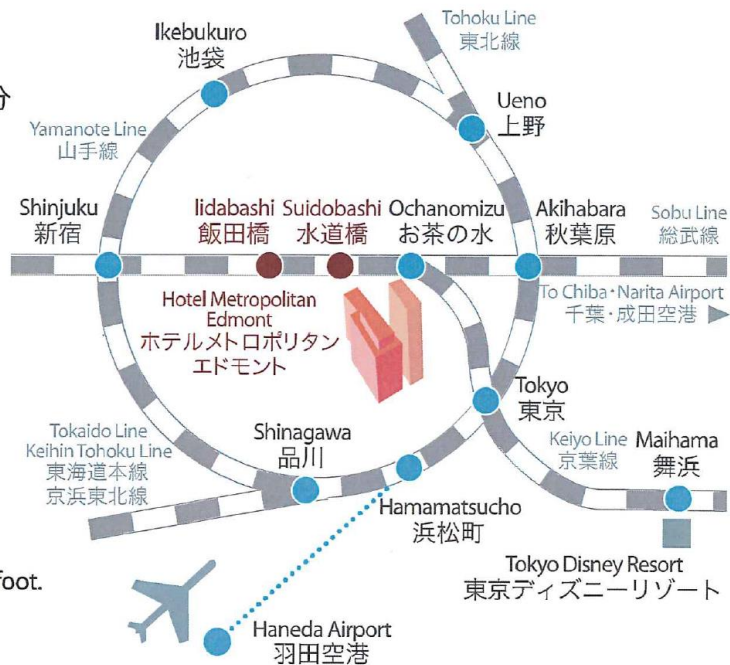 Ikebukuro
池袋
Tohoku Line
東北線
分
Ueno
上野
Yamanote Line
山手線
Shinjuku
新宿
Iidabashi
飯田橋
Suidobashi
水道橋
Ochanomizu
お茶の水
Akihabara
秋葉原
Sobu Line
総武線
Hotel Metropolitan
Edmont
ホテルメトロポリタン
エドモント
To Chiba・Narita Airport
千葉・成田空港 ▶
Tokyo
東京
Tokaido Line
Keihin Tohoku Line
東海道本線
京浜東北線
Shinagawa
品川
Keiyo Line
京葉線
Maihama
舞浜
Hamamatsucho
浜松町
Tokyo Disney Resort
東京ディズニーリゾート
foot.
Haneda Airport
羽田空港